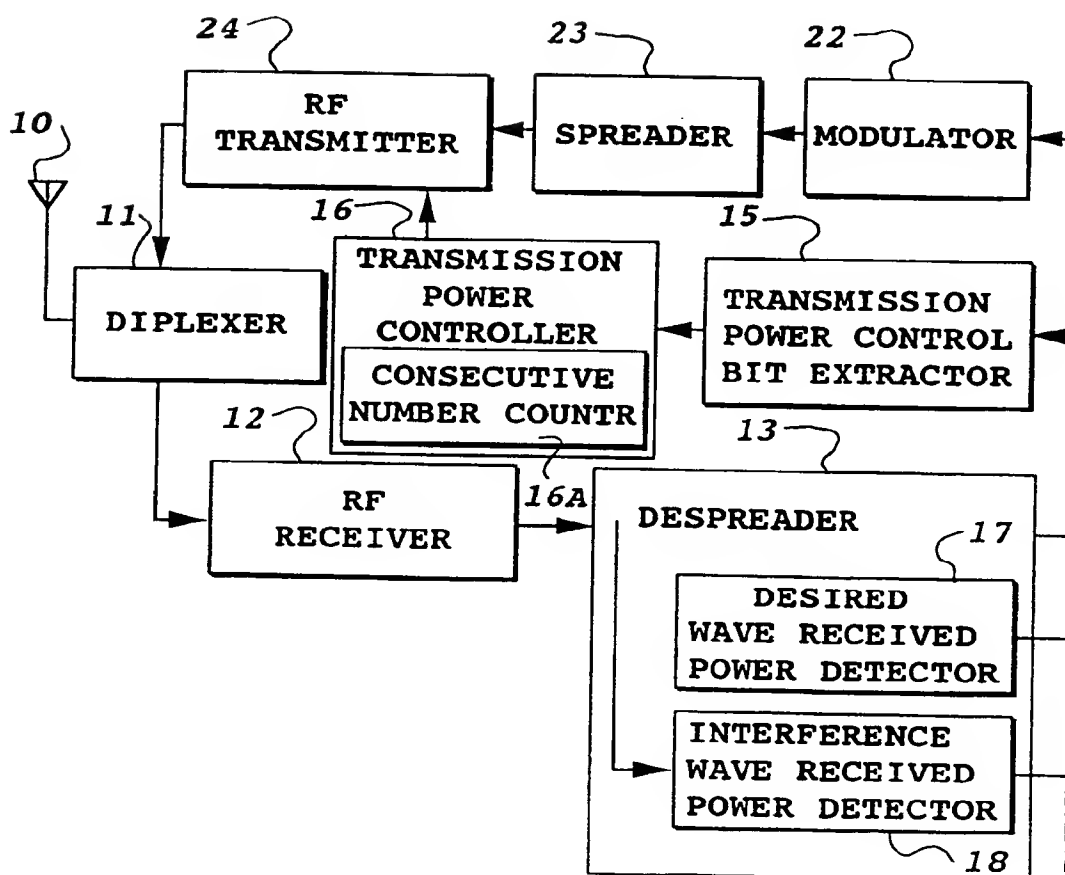 24
23
22
RF
TRANSMITTER
SPREADER
MODULATOR
10
11
16
15
DIPLEXER
TRANSMISSION
POWER
CONTROLLER
CONSECUTIVE
NUMBER COUNTR
TRANSMISSION
POWER CONTROL
BIT EXTRACTOR
12
16A
13
RF
RECEIVER
DESPREADER
17
DESIRED
WAVE RECEIVED
POWER DETECTOR
INTERFERENCE
WAVE RECEIVED
POWER DETECTOR
18